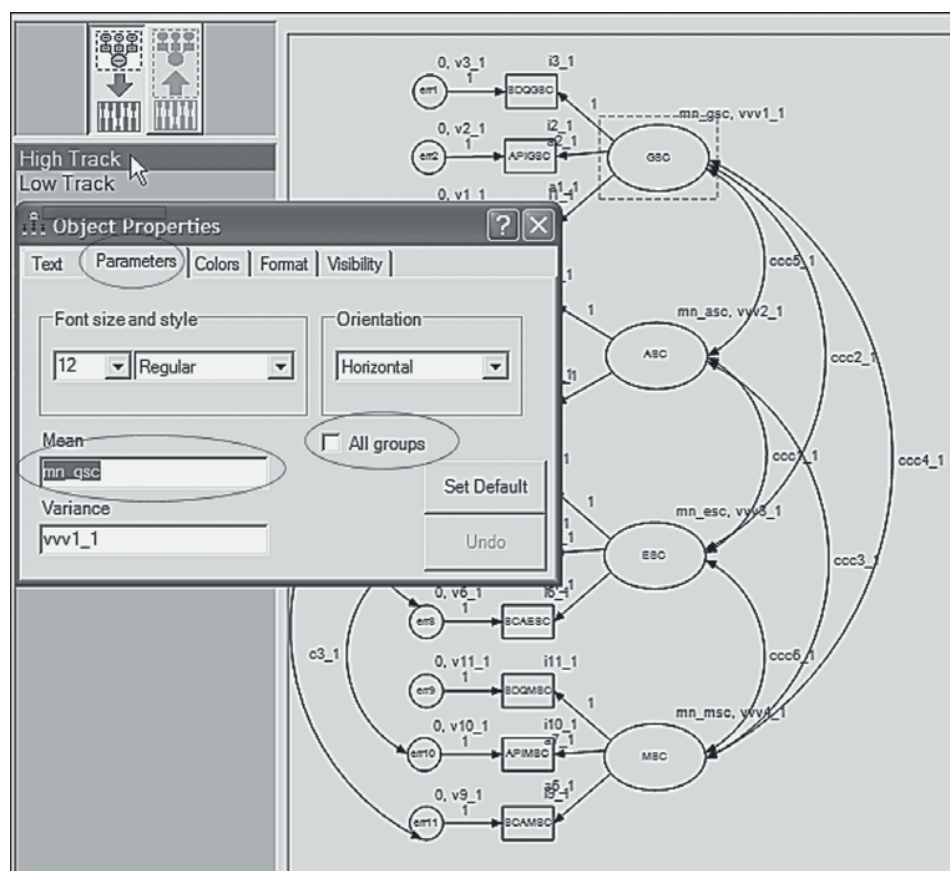 High Track
Low Track
Object Properties
Text Parameters Colors Format Visibility
Font size and style
12 Regular
Orientation
Horizontal
Mean
mn_gsc
All groups
Variance
vvv1_1
Set Default
Undo
0, v3_1
1
err1
SDQGSC
i3_1
1
mn_gsc, vvv1_1
GSC
0, v2_1
1
err2
APIGSC
i2_1
a2_1
0, v1_1
a1_1
ccc5_1
1
mn_asc, vvv2_1
ASC
ccc2_1
ccc4_1
1
mn_esc, vvv3_1
ESC
ccc3_1
0, v6_1
1
err8
SCAESC
c3_1
0, v11_1
1
err9
SDQMSC
i11_1
1
ccc6_1
mn_msc, vvv4_1
MSC
0, v10_1
1
err10
APIMSC
i10_1
a7_1
0, v9_1
1
err11
SCAMSC